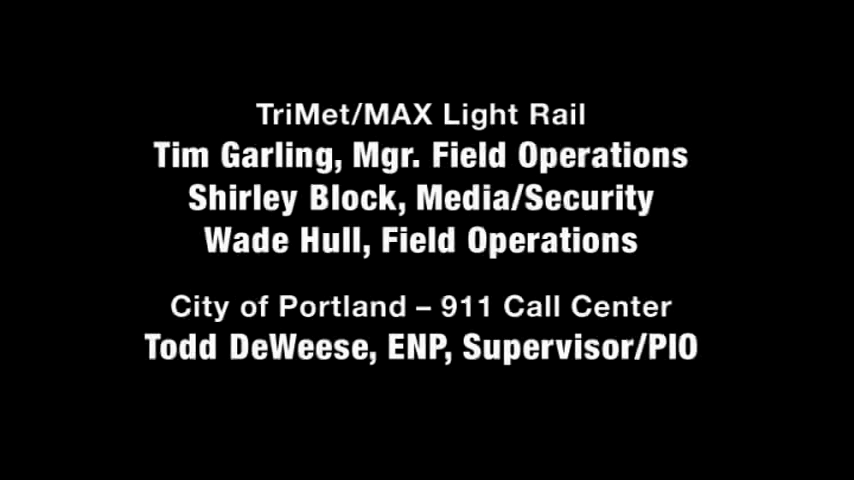 TriMet/MAX Light Rail
Tim Garling, Mgr. Field Operations
Shirley Block, Media/Security
Wade Hull, Field Operations
City of Portland – 911 Call Center
Todd DeWeese, ENP, Supervisor/PIO